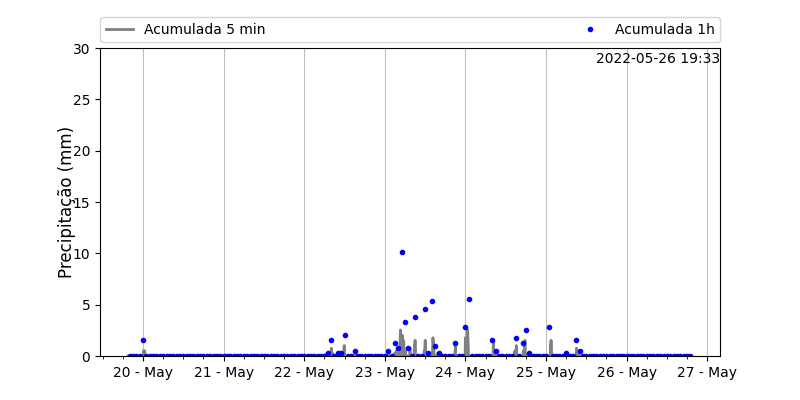 Acumulada 5 min
Acumulada 1h
2022-05-26 19:33
Precipitação (mm)
30
25
20
15
10
5
0
20 - May
21 - May
22 - May
23 - May
24 - May
25 - May
26 - May
27 - May